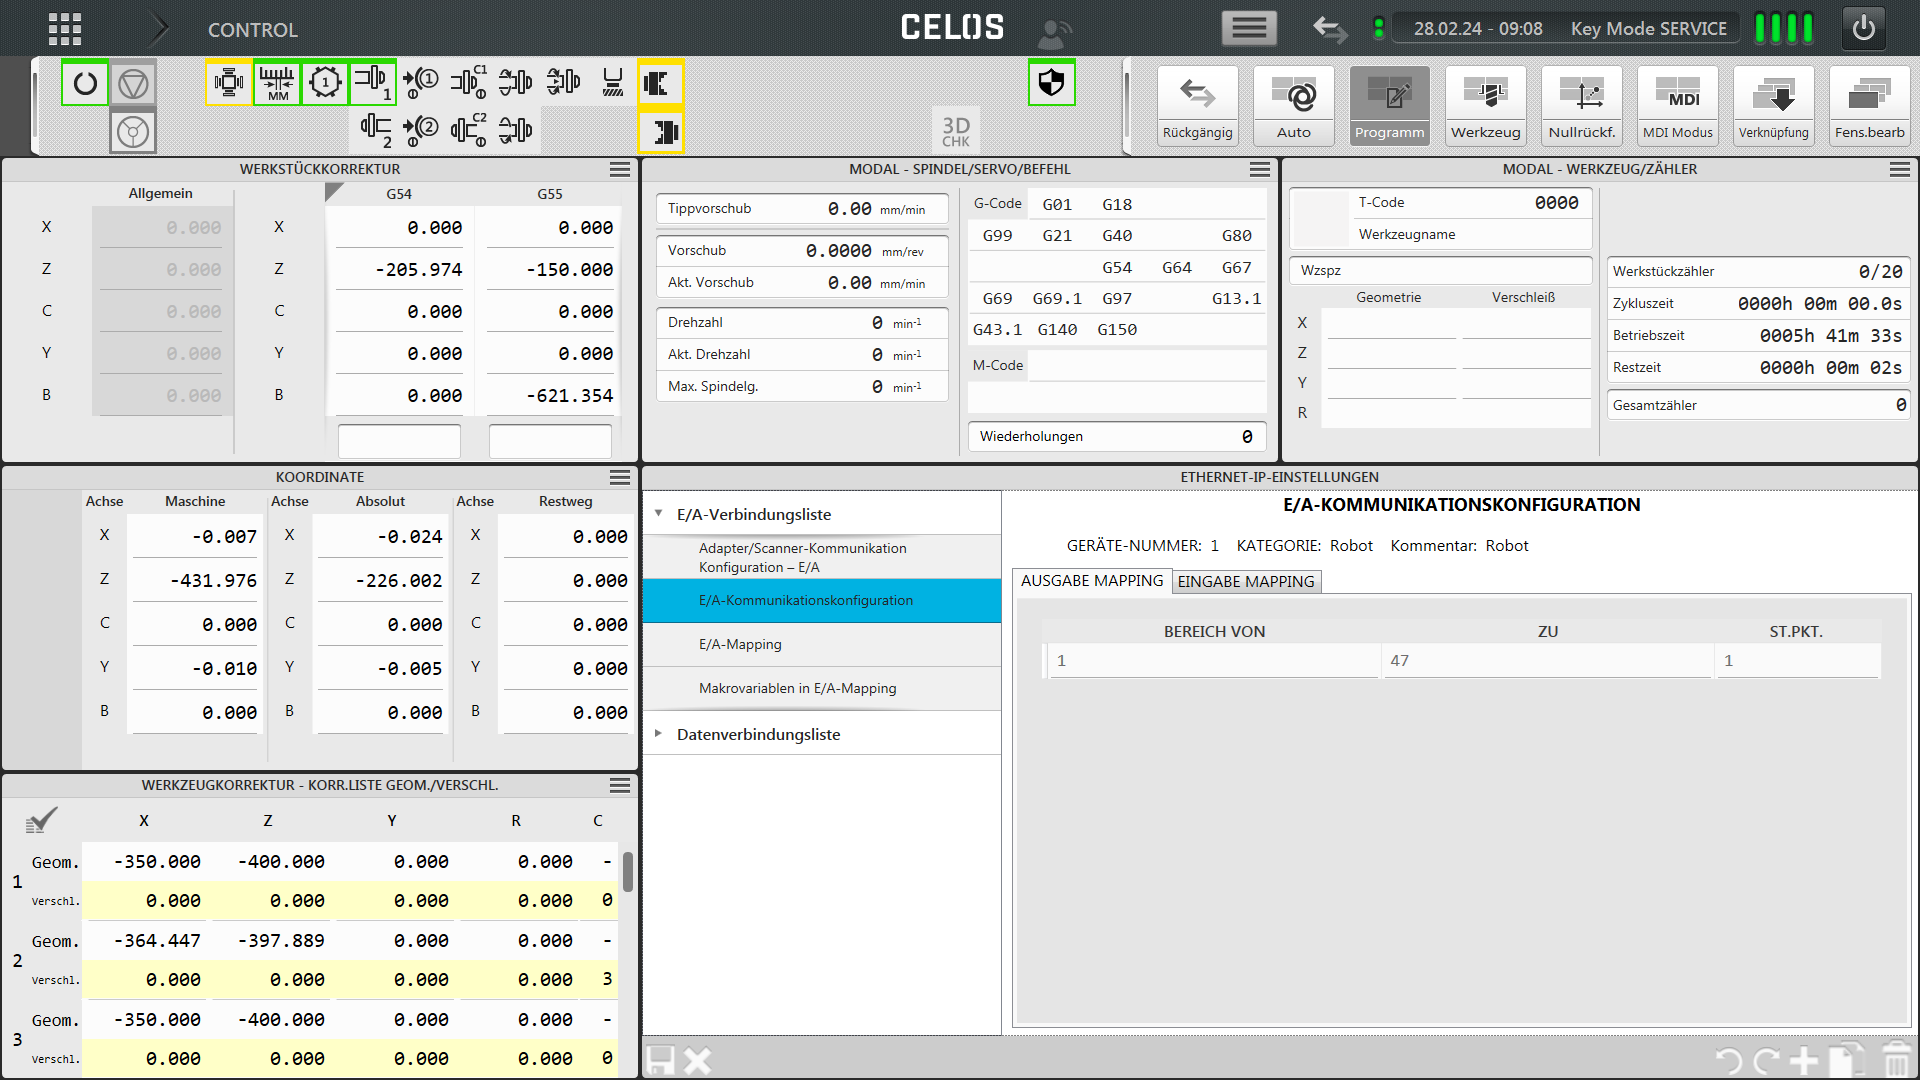 CONTROL
CELOS
28.02.24 - 09:08 Key Mode SERVICE
MM
1
1
1
C1
2
2
C2
3D
CHK
Rückgängig
Auto
Programm
Werkzeug
Nullrückf.
MDI
MDI Modus
Verknüpfung
Fens.bearb
WERKSTÜCKKORREKTUR
Allgemein G54 G55
X 0.000 X 0.000 0.000
Z 0.000 Z -205.974 -150.000
C 0.000 C 0.000 0.000
Y 0.000 Y 0.000 0.000
B 0.000 B 0.000 -621.354
MODAL - SPINDEL/SERVO/BEFEHL
Tippvorschub 0.00 mm/min
Vorschub 0.0000 mm/rev
Akt. Vorschub 0.00 mm/min
Drehzahl 0 min-1
Akt. Drehzahl 0 min-1
Max. Spindelg. 0 min-1
G-Code G01 G18
G99 G21 G40 G80
G54 G64 G67
G69 G69.1 G97 G13.1
G43.1 G140 G150
M-Code
Wiederholungen 0
MODAL - WERKZEUG/ZÄHLER
T-Code 0000
Werkzeugname
Wzspz
Geometrie Verschleiß
X
Z
Y
R
Werkstückzähler 0/20
Zykluszeit 0000h 00m 00.0s
Betriebszeit 0005h 41m 33s
Restzeit 0000h 00m 02s
Gesamtzähler 0
KOORDINATE
Achse Maschine Achse Absolut Achse Restweg
X -0.007 X -0.024 X 0.000
Z -431.976 Z -226.002 Z 0.000
C 0.000 C 0.000 C 0.000
Y -0.010 Y -0.005 Y 0.000
B 0.000 B 0.000 B 0.000
WERKZEUGKORREKTUR - KORR.LISTE GEOM./VERSCHL.
X Z Y R C
1
Geom. -350.000 -400.000 0.000 0.000 -
Verschl. 0.000 0.000 0.000 0.000 0
2
Geom. -364.447 -397.889 0.000 0.000 -
Verschl. 0.000 0.000 0.000 0.000 3
3
Geom. -350.000 -400.000 0.000 0.000 -
Verschl. 0.000 0.000 0.000 0.000 0
ETHERNET-IP-EINSTELLUNGEN
E/A-Verbindungsliste
Adapter/Scanner-Kommunikation
Konfiguration – E/A
E/A-Kommunikationskonfiguration
E/A-Mapping
Makrovariablen in E/A-Mapping
Datenverbindungsliste
E/A-KOMMUNIKATIONSKONFIGURATION
GERÄTE-NUMMER: 1 KATEGORIE: Robot Kommentar: Robot
AUSGABE MAPPING EINGABE MAPPING
BEREICH VON ZU ST.PKT.
1 47 1